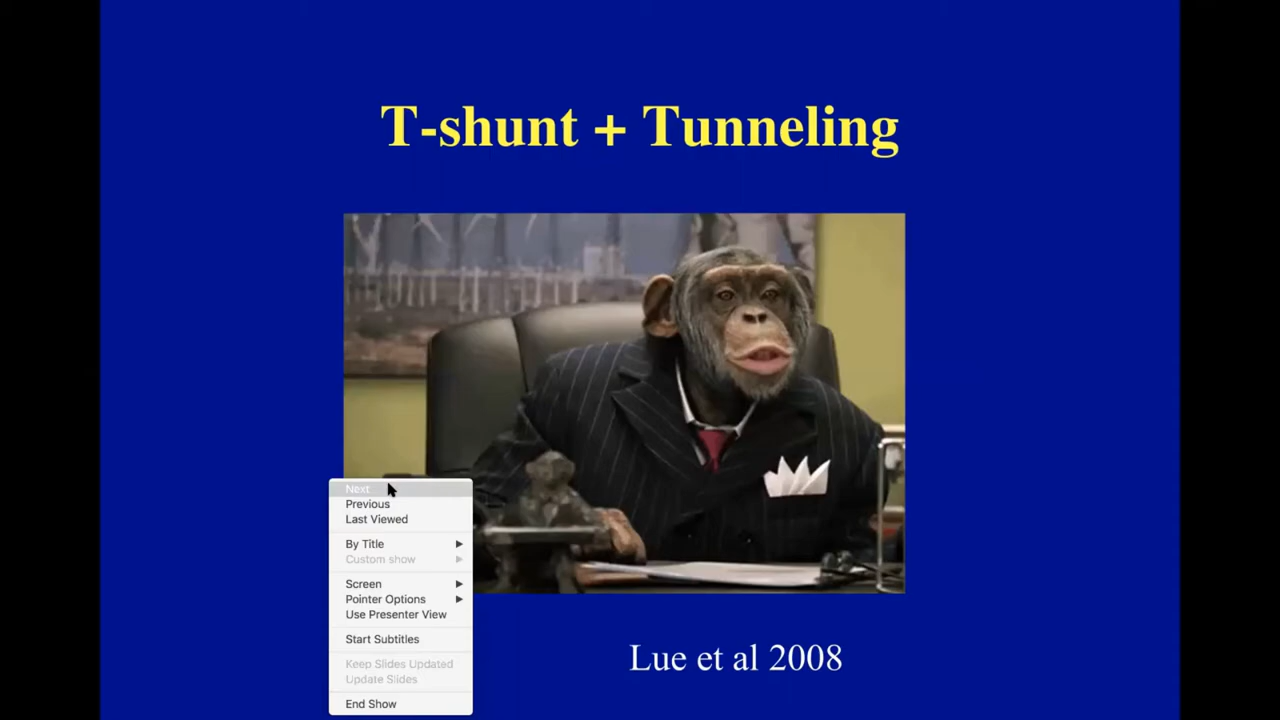 T-shunt + Tunneling
Next
Previous
Last Viewed
By Title
Custom show
Screen
Pointer Options
Use Presenter View
Start Subtitles
Keep Slides Updated
Update Slides
End Show
Lue et al 2008